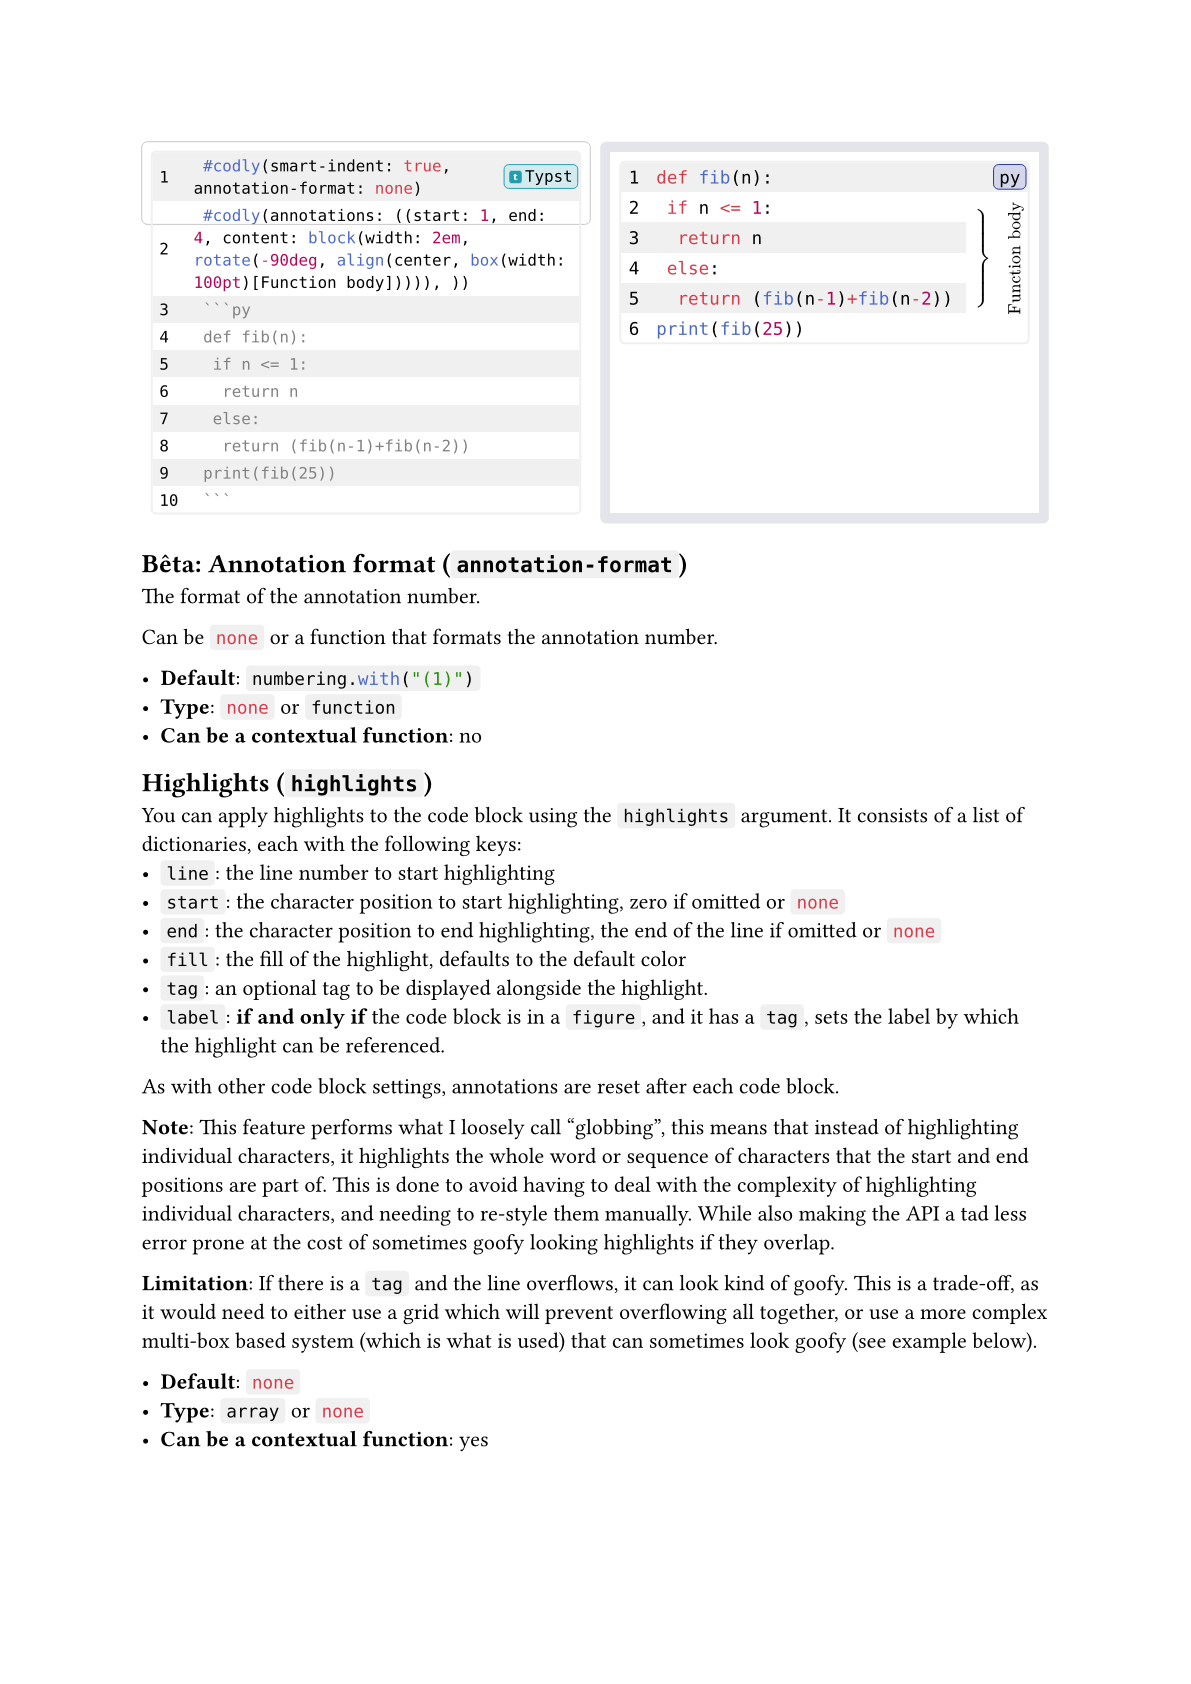 1 #codly(smart-indent: true,
annotation-format: none)
Typst
2 #codly(annotations: ((start: 1, end:
4, content: block(width: 2em,
rotate(-90deg, align(center, box(width:
100pt)[Function body])))), ))
3 ```py
4 def fib(n):
5 if n <= 1:
6 return n
7 else:
8 return (fib(n-1)+fib(n-2))
9 print(fib(25))
10 ```
1 def fib(n):
py
2 if n <= 1:
3 return n
4 else:
5 return (fib(n-1)+fib(n-2))
6 print(fib(25))
Function body
Bêta: Annotation format (annotation-format)
The format of the annotation number.
Can be none or a function that formats the annotation number.
• Default: numbering.with("(1)")
• Type: none or function
• Can be a contextual function: no
Highlights (highlights)
You can apply highlights to the code block using the highlights argument. It consists of a list of
dictionaries, each with the following keys:
• line: the line number to start highlighting
• start: the character position to start highlighting, zero if omitted or none
• end: the character position to end highlighting, the end of the line if omitted or none
• fill: the fill of the highlight, defaults to the default color
• tag: an optional tag to be displayed alongside the highlight.
• label: if and only if the code block is in a figure, and it has a tag, sets the label by which
the highlight can be referenced.
As with other code block settings, annotations are reset after each code block.
Note: This feature performs what I loosely call “globbing”, this means that instead of highlighting
individual characters, it highlights the whole word or sequence of characters that the start and end
positions are part of. This is done to avoid having to deal with the complexity of highlighting
individual characters, and needing to re-style them manually. While also making the API a tad less
error prone at the cost of sometimes goofy looking highlights if they overlap.
Limitation: If there is a tag and the line overflows, it can look kind of goofy. This is a trade-off, as
it would need to either use a grid which will prevent overflowing all together, or use a more complex
multi-box based system (which is what is used) that can sometimes look goofy (see example below).
• Default: none
• Type: array or none
• Can be a contextual function: yes